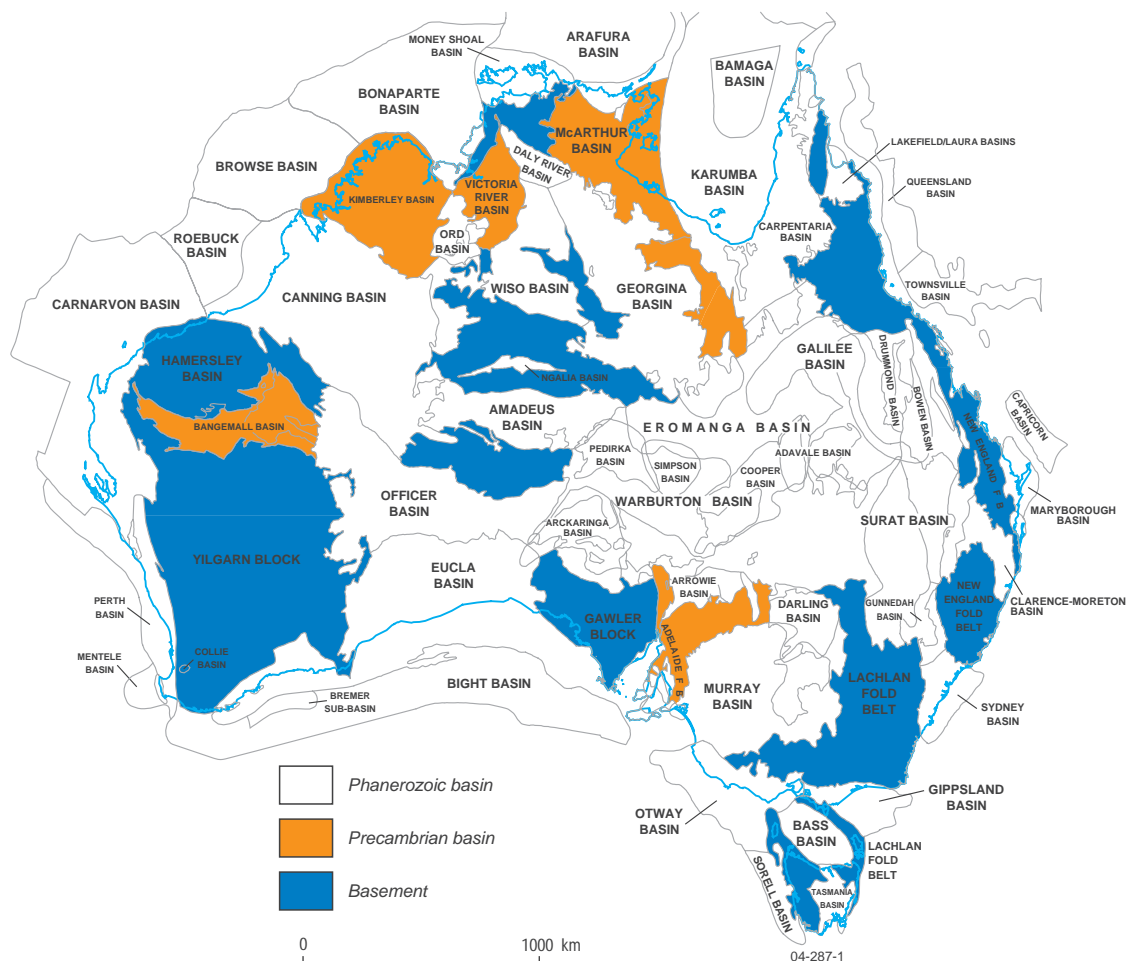 MONEY SHOAL
BASIN
ARAFURA
BASIN
BAMAGA
BASIN
BONAPARTE
BASIN
McARTHUR
BASIN
LAKEFIELD/LAURA BASINS
DALY RIVER
BASIN
BROWSE BASIN
KARUMBA
BASIN
QUEENSLAND
BASIN
KIMBERLEY BASIN
VICTORIA
RIVER
BASIN
ORD
BASIN
CARPENTARIA
BASIN
ROEBUCK
BASIN
CARNARVON BASIN
CANNING BASIN
WISO BASIN
GEORGINA
BASIN
TOWNSVILLE
BASIN
HAMERSLEY
BASIN
GALILEE
BASIN
DRUMMOND
BASIN
BOWEN BASIN
NGALIA BASIN
CAPRICORN
BASIN
BANGEMALL BASIN
AMADEUS
BASIN
EROMANGA BASIN
NEW ENGLAND F B
PEDIRKA
BASIN
SIMPSON
BASIN
COOPER
BASIN
ADAVALE BASIN
OFFICER
BASIN
WARBURTON BASIN
MARYBOROUGH
BASIN
ARCKARINGA
BASIN
SURAT BASIN
YILGARN BLOCK
EUCLA
BASIN
ARROWIE
BASIN
PERTH
BASIN
GAWLER
BLOCK
DARLING
BASIN
GUNNEDAH
BASIN
NEW
ENGLAND
FOLD
BELT
CLARENCE-MORETON
BASIN
ADELAIDE F B
MENTELE
BASIN
COLLIE
BASIN
BIGHT BASIN
BREMER
SUB-BASIN
MURRAY
BASIN
LACHLAN
FOLD
BELT
SYDNEY
BASIN
Phanerozoic basin
Precambrian basin
Basement
OTWAY
BASIN
GIPPSLAND
BASIN
BASS
BASIN
LACHLAN
FOLD
BELT
SORELL BASIN
TASMANIA
BASIN
0
1000 km
04-287-1